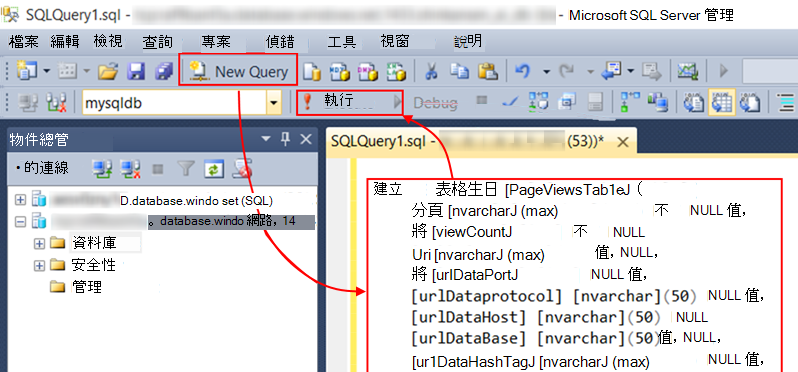 SQLQuery1.sql - - Microsoft SQL Server 管理
檔案 編輯 檢視 查詢 專案 偵錯 工具 視窗 說明
New Query
mysqldb 執行 Debug
物件總管
SQLQuery1.sql - (53))* ×
• 的連線
D.database.windo set (SQL)
。database.windo 網路, 14
資料庫
安全性
管理
建立 表格生日 [PageViewsTab1eJ (
分頁 [nvarcharJ (max) 不 NULL 值,
將 [viewCountJ 不 NULL
Uri [nvarcharJ (max) 值, NULL,
將 [urIDataPortJ NULL 值,
[urlDataprotocol] [nvarchar](50) NULL 值,
[urlDataHost] [nvarchar](50) NULL
[urlDataBase] [nvarchar](50)值, NULL,
[ur1DataHashTagJ [nvarcharJ (max) NULL 值,